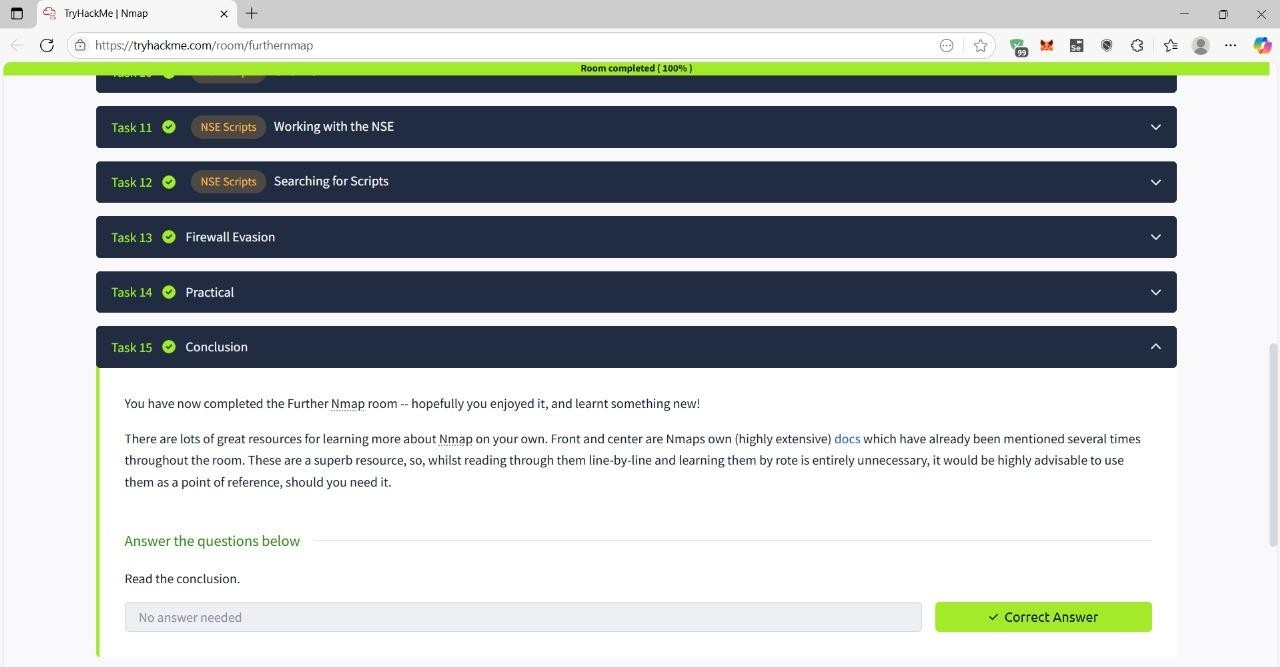 TryHackMe | Nmap
https://tryhackme.com/room/furthernmap
99
Se
Room completed ( 100% )
Task 11 NSE Scripts Working with the NSE
Task 12 NSE Scripts Searching for Scripts
Task 13 Firewall Evasion
Task 14 Practical
Task 15 Conclusion
You have now completed the Further Nmap room -- hopefully you enjoyed it, and learnt something new!
There are lots of great resources for learning more about Nmap on your own. Front and center are Nmaps own (highly extensive) docs which have already been mentioned several times
throughout the room. These are a superb resource, so, whilst reading through them line-by-line and learning them by rote is entirely unnecessary, it would be highly advisable to use
them as a point of reference, should you need it.
Answer the questions below
Read the conclusion.
No answer needed
Correct Answer